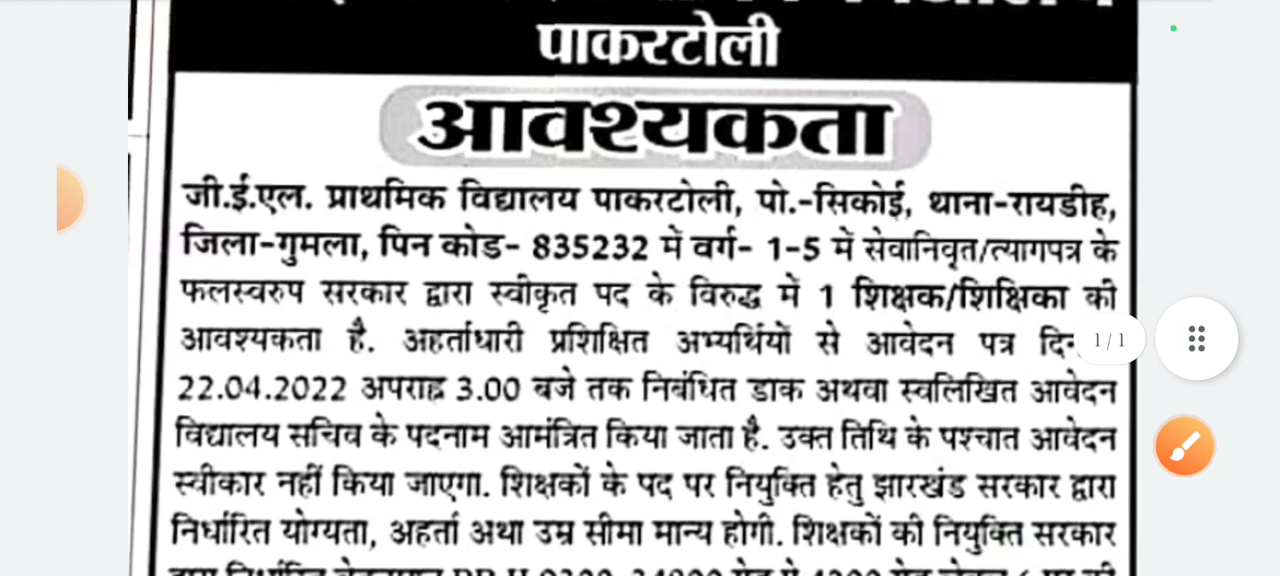 पाकरटोली
आवश्यकता
जी.ई.एल. प्राथमिक विद्यालय पाकरटोली, पो.-सिकोई, थाना-रायडीह,
जिला-गुमला, पिन कोड- 835232 में वर्ग- 1-5 में सेवानिवृत/त्यागपत्र के
फलस्वरुप सरकार द्वारा स्वीकृत पद के विरुद्ध में 1 शिक्षक/शिक्षिका की
आवश्यकता है. अहर्ताधारी प्रशिक्षित अभ्यर्थियों से आवेदन पत्र
1/1
22.04.2022 अपराह्न 3.00 बजे तक निबंधित डाक अथवा स्वलिखित आवेदन
विद्यालय सचिव के पदनाम आमंत्रित किया जाता है. उक्त तिथि के पश्चात आवेदन
स्वीकार नहीं किया जाएगा. शिक्षकों के पद पर नियुक्ति हेतु झारखंड सरकार द्वारा
निर्धारित योग्यता, अहर्ता अथा उम्र सीमा मान्य होगी. शिक्षकों की नियुक्ति सरकार